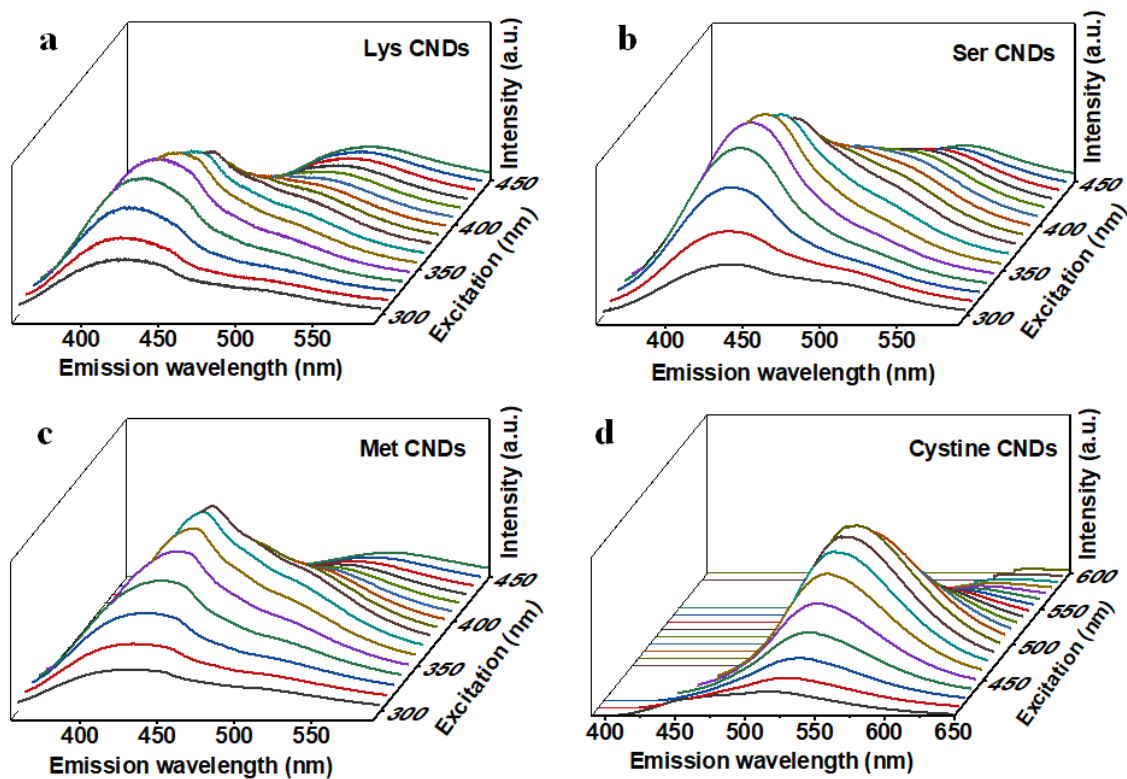 a
Lys CNDs
Intensity (a.u.)
450
400
350
300
Excitation (nm)
400 450 500 550
Emission wavelength (nm)
b
Ser CNDs
Intensity (a.u.)
450
400
350
300
Excitation (nm)
400 450 500 550
Emission wavelength (nm)
c
Met CNDs
Intensity (a.u.)
450
400
350
300
Excitation (nm)
400 450 500 550
Emission wavelength (nm)
d
Cystine CNDs
Intensity (a.u.)
600
550
500
450
Excitation (nm)
400 450 500 550 600 650
Emission wavelength (nm)